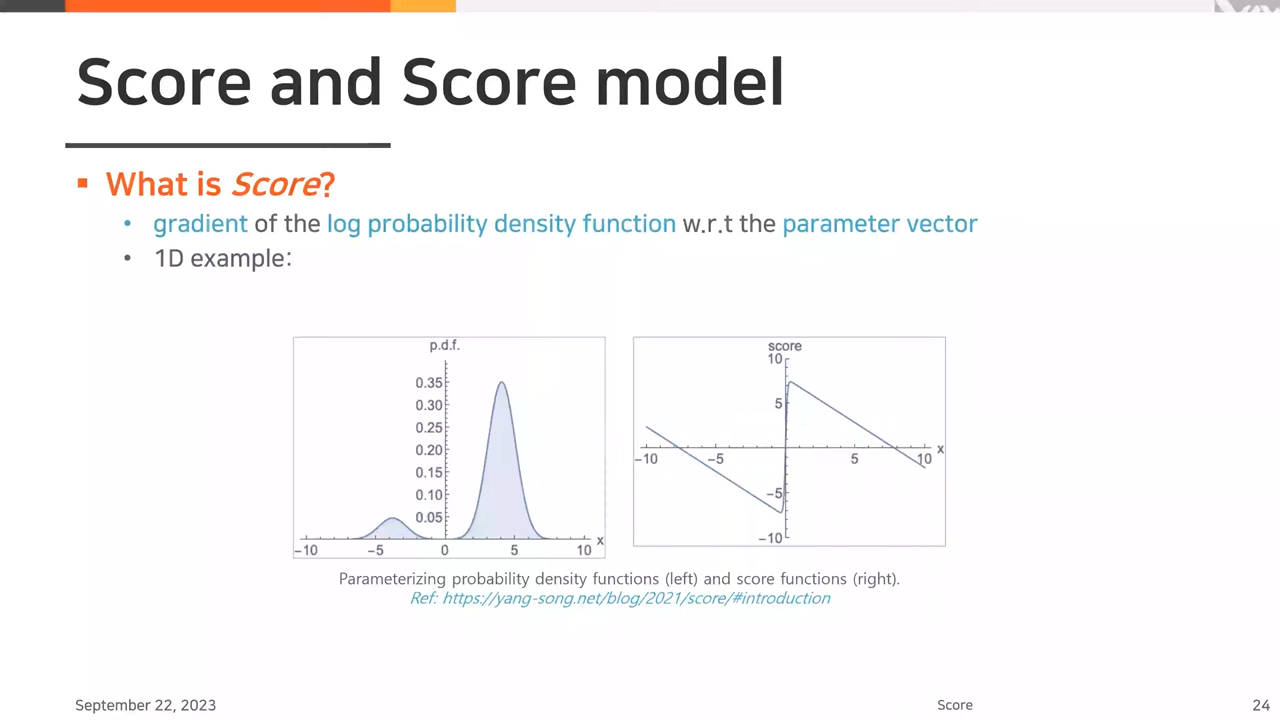 Score and Score model
▪ What is Score?
• gradient of the log probability density function w.r.t the parameter vector
• 1D example:
p.d.f.
0.35
0.30
0.25
0.20
0.15
0.10
0.05
−10 −5 0 5 10 x
score
10
5
−10 −5 5 10 x
−5
−10
Parameterizing probability density functions (left) and score functions (right).
Ref: https://yang-song.net/blog/2021/score/#introduction
September 22, 2023 Score 24